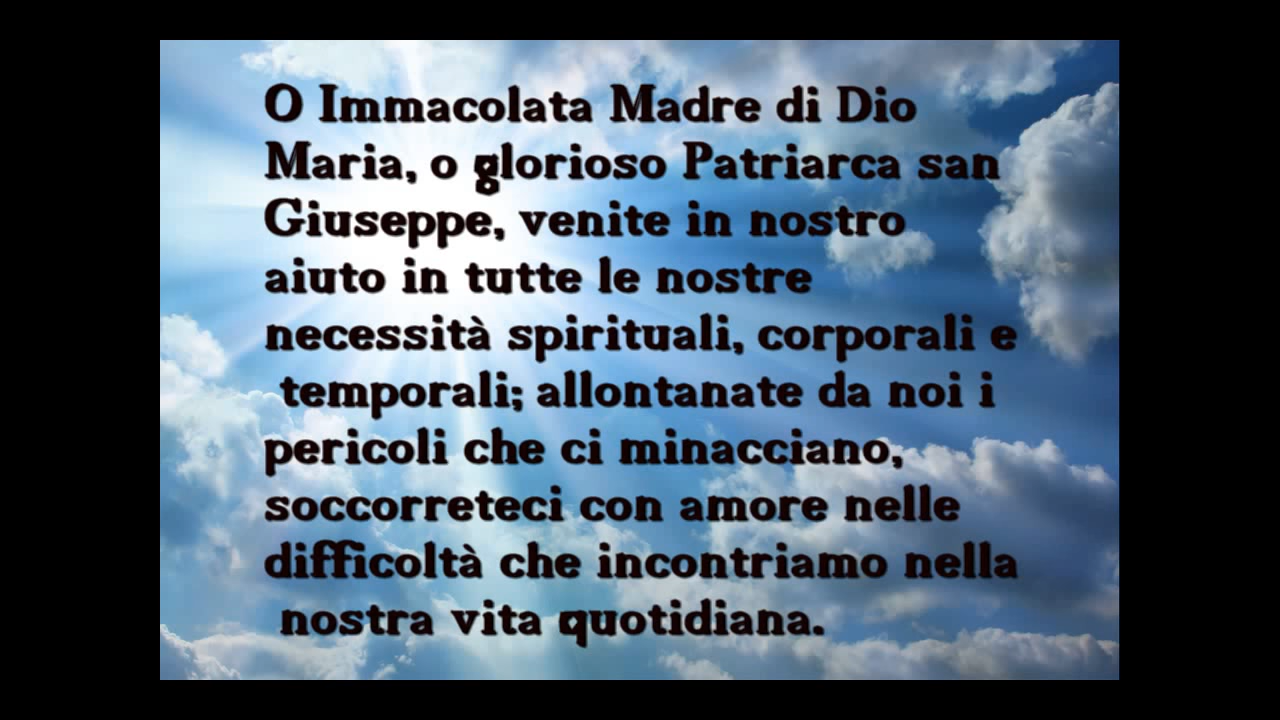 O Immacolata Madre di Dio
Maria, o glorioso Patriarca san
Giuseppe, venite in nostro
aiuto in tutte le nostre
necessità spirituali, corporali e
temporali; allontanate da noi i
pericoli che ci minacciano,
soccorreteci con amore nelle
difficoltà che incontriamo nella
nostra vita quotidiana.